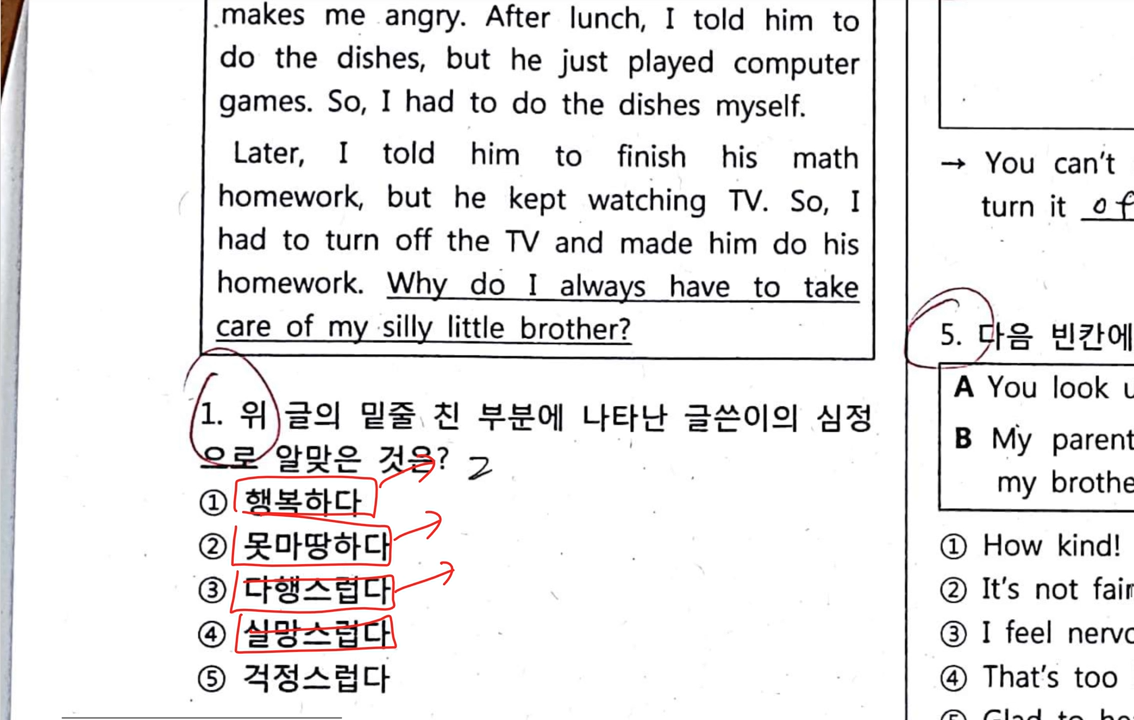 makes me angry. After lunch, I told him to
do the dishes, but he just played computer
games. So, I had to do the dishes myself.
Later, I told him to finish his math
homework, but he kept watching TV. So, I
had to turn off the TV and made him do his
homework. Why do I always have to take
care of my silly little brother?
1. 위 글의 밑줄 친 부분에 나타난 글쓴이의 심정
으로 알맞은 것은? 2
① 행복하다
② 못마땅하다
③ 다행스럽다
④ 실망스럽다
⑤ 걱정스럽다
→ You can't
turn it of
5. 다음 빈칸에
A You look u
B My parent
my brothe
① How kind!
② It's not fair
③ I feel nervo
④ That's too
⑤ Glad to he